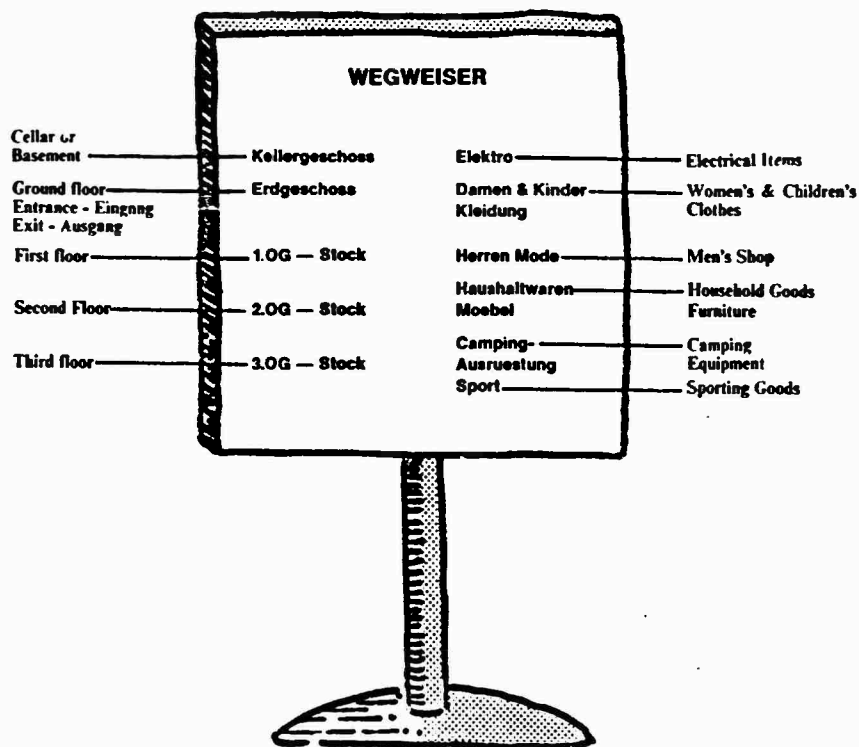 WEGWEISER
Cellar or
Basement Kellergeschoss Elektro Electrical Items
Ground floor Erdgeschoss Damen & Kinder Women's & Children's
Entrance - Eingang Kleidung Clothes
Exit - Ausgang
First floor 1.OG — Stock Herren Mode Men's Shop
Haushaltwaren Household Goods
Second Floor 2.OG — Stock Moebel Furniture
Camping- Camping
Third floor 3.OG — Stock Ausruestung Equipment
Sport Sporting Goods